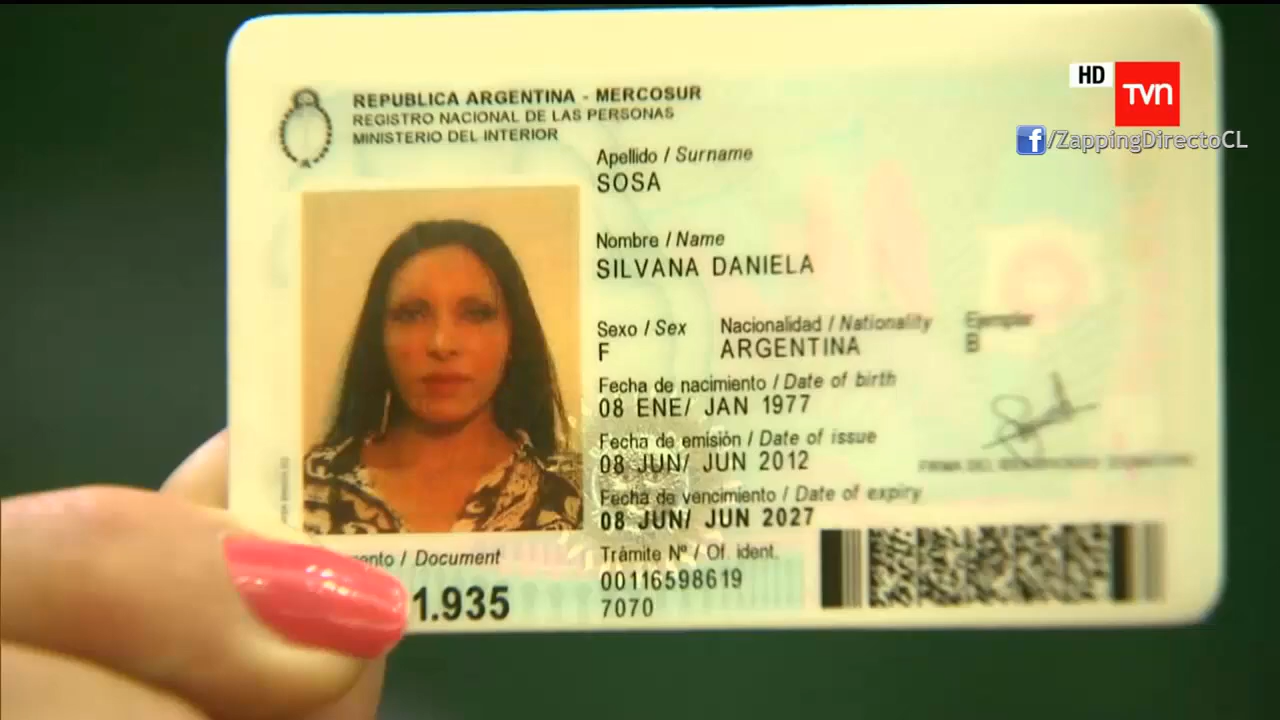 REPUBLICA ARGENTINA - MERCOSUR
REGISTRO NACIONAL DE LAS PERSONAS
MINISTERIO DEL INTERIOR
HD TVN
/ZappingDirectoCL
Apellido / Surname
SOSA
Nombre / Name
SILVANA DANIELA
Sexo / Sex Nacionalidad / Nationality Ejemplar
F ARGENTINA B
Fecha de nacimiento / Date of birth
08 ENE/ JAN 1977
Fecha de emisión / Date of issue
08 JUN/ JUN 2012
FIRMA DEL
Fecha de vencimiento / Date of expiry
08 JUN/ JUN 2027
ento / Document
1.935
Trámite Nº / Of. ident.
00116598619
7070